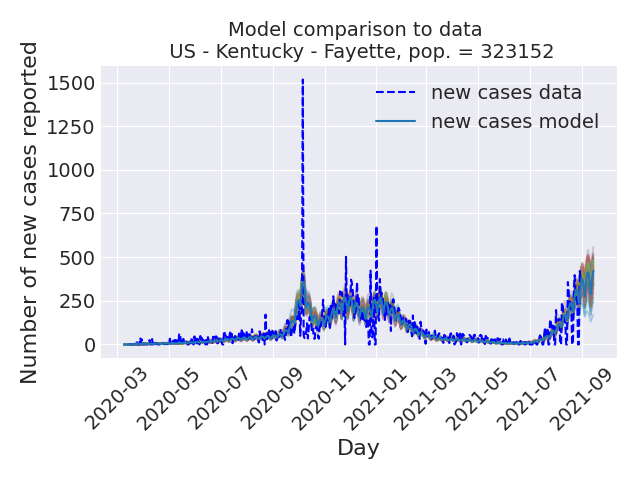 Model comparison to data
US - Kentucky - Fayette, pop. = 323152
Number of new cases reported
1500
1250
1000
750
500
250
0
new cases data
new cases model
2020-03
2020-05
2020-07
2020-09
2020-11
2021-01
2021-03
2021-05
2021-07
2021-09
Day